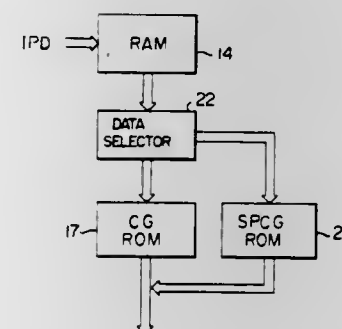 IPD
RAM
14
22
DATA
SELECTOR
17
CG
ROM
SPCG
ROM